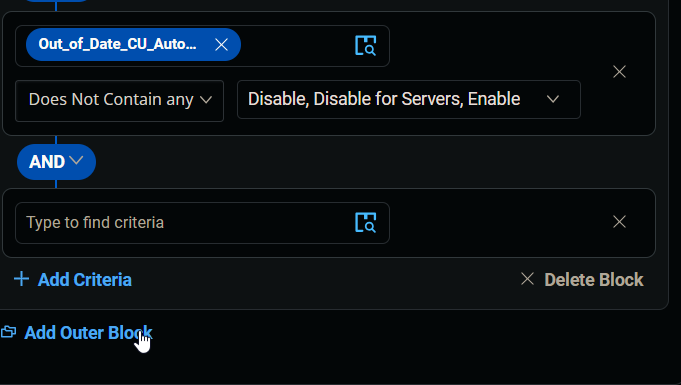 Out_of_Date_CU_Auto...
Does Not Contain any
Disable, Disable for Servers, Enable
AND
Type to find criteria
Add Criteria
Delete Block
Add Outer Block